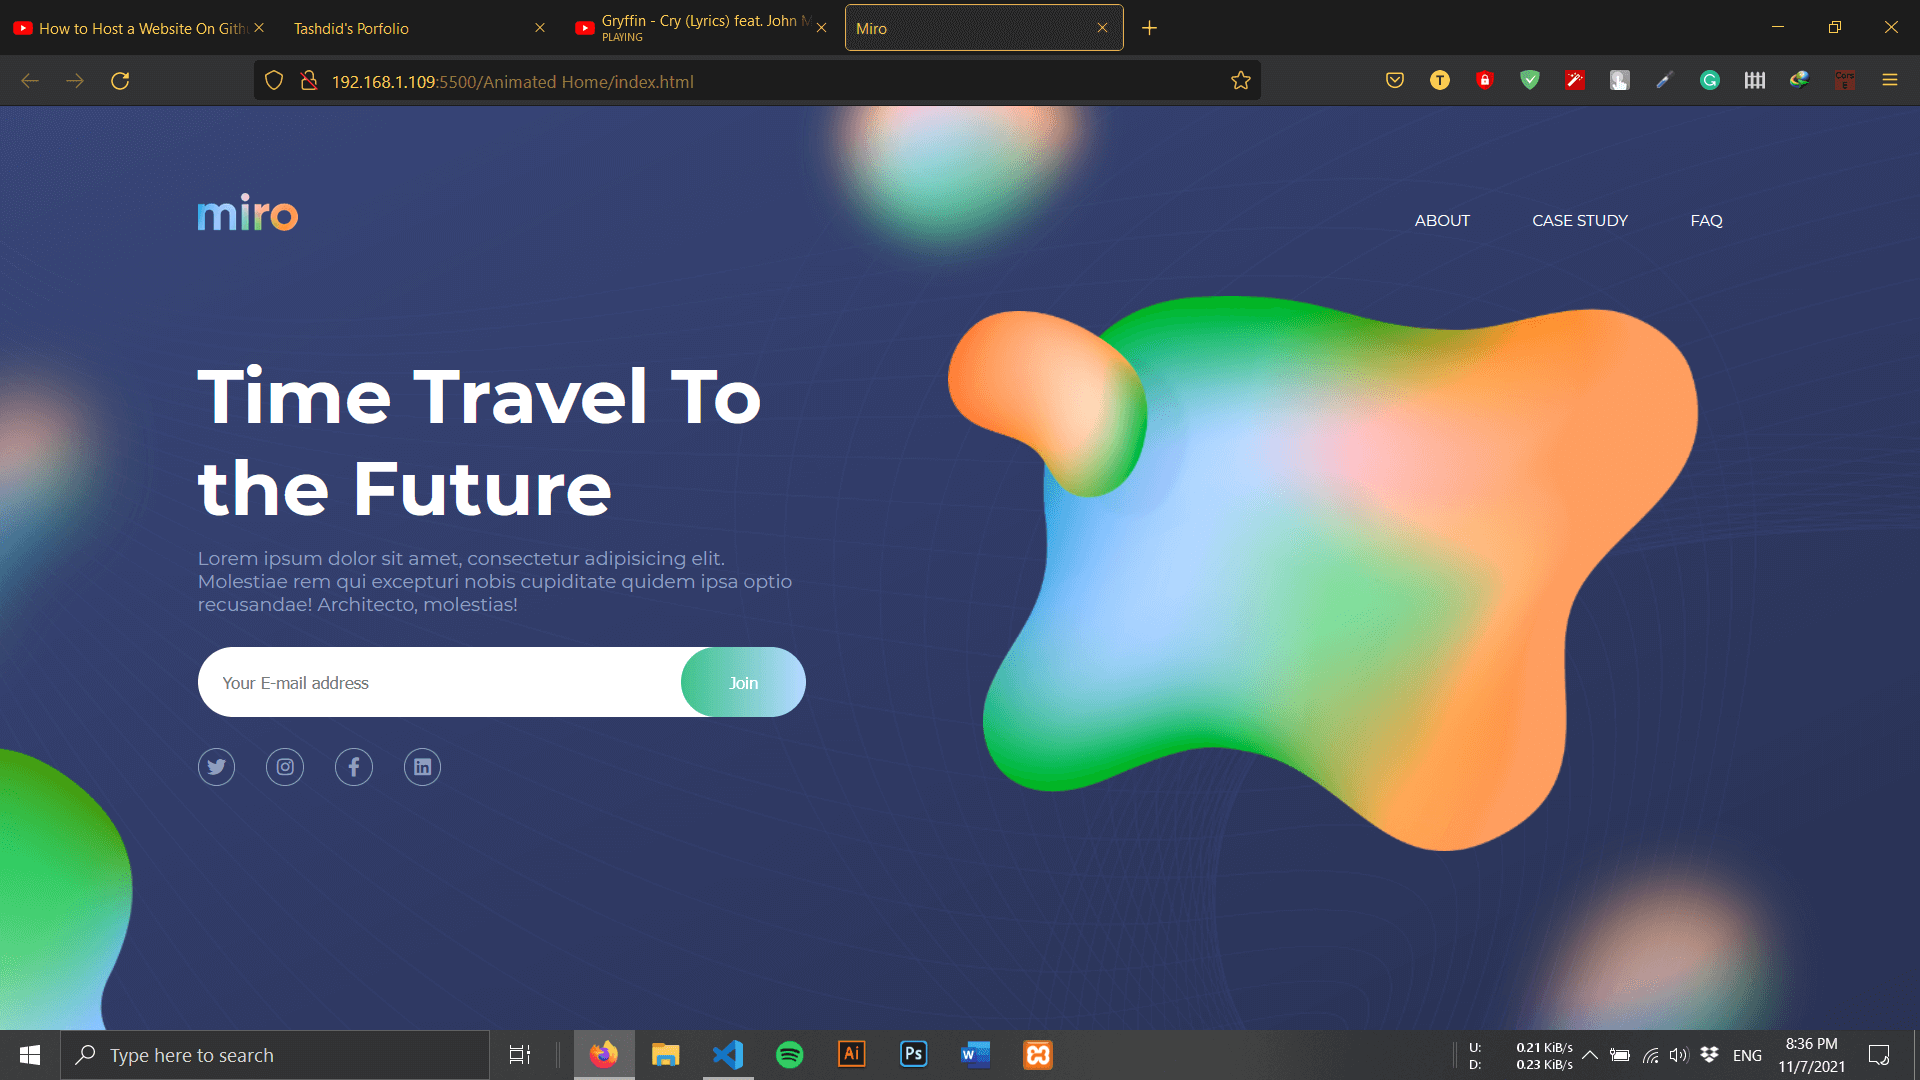 How to Host a Website On Gith
Tashdid's Porfolio
Gryffin - Cry (Lyrics) feat. John M
PLAYING
Miro
192.168.1.109:5500/Animated Home/index.html
T
Cors
E
miro
ABOUT
CASE STUDY
FAQ
Time Travel To
the Future
Lorem ipsum dolor sit amet, consectetur adipisicing elit.
Molestiae rem qui excepturi nobis cupiditate quidem ipsa optio
recusandae! Architecto, molestias!
Your E-mail address
Join
Type here to search
Ai
Ps
W
U: 0.21 KiB/s
D: 0.23 KiB/s
ENG
8:36 PM
11/7/2021